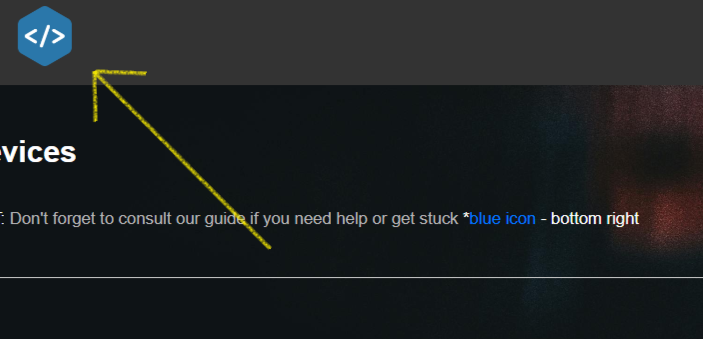 </>
evices
T: Don't forget to consult our guide if you need help or get stuck *blue icon - bottom right